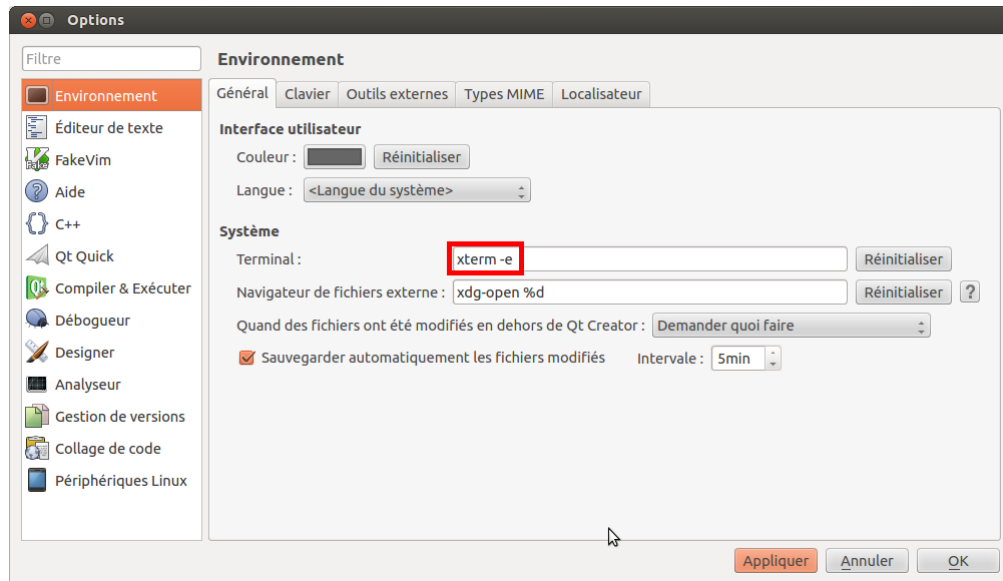 Options
Filtre
Environnement
Éditeur de texte
FakeVim
Aide
C++
Qt Quick
Compiler & Exécuter
Débogueur
Designer
Analyseur
Gestion de versions
Collage de code
Périphériques Linux
Environnement
Général Clavier Outils externes Types MIME Localisateur
Interface utilisateur
Couleur : Réinitialiser
Langue : <Langue du système>
Système
Terminal : xterm -e Réinitialiser
Navigateur de fichiers externe : xdg-open %d Réinitialiser ?
Quand des fichiers ont été modifiés en dehors de Qt Creator : Demander quoi faire
Sauvegarder automatiquement les fichiers modifiés Intervale : 5min
Appliquer Annuler OK